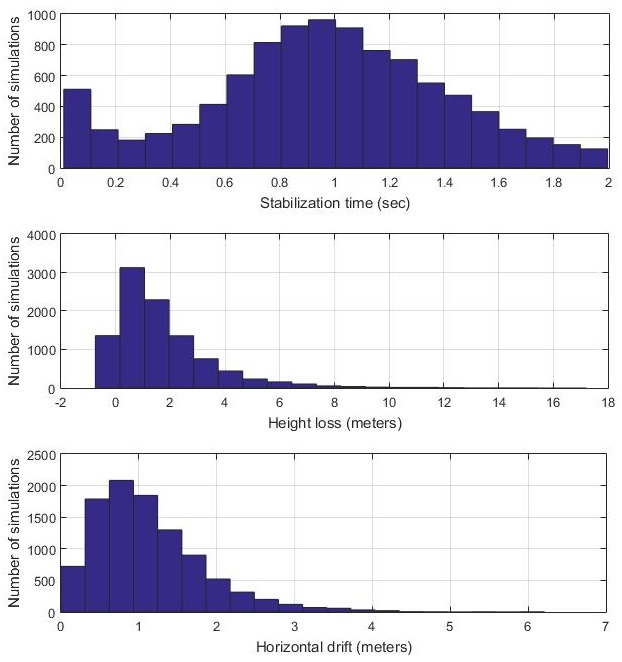 1000
800
600
400
200
0
Number of simulations
0 0.2 0.4 0.6 0.8 1 1.2 1.4 1.6 1.8 2
Stabilization time (sec)
4000
3000
2000
1000
0
Number of simulations
-2 0 2 4 6 8 10 12 14 16 18
Height loss (meters)
2500
2000
1500
1000
500
0
Number of simulations
0 1 2 3 4 5 6 7
Horizontal drift (meters)